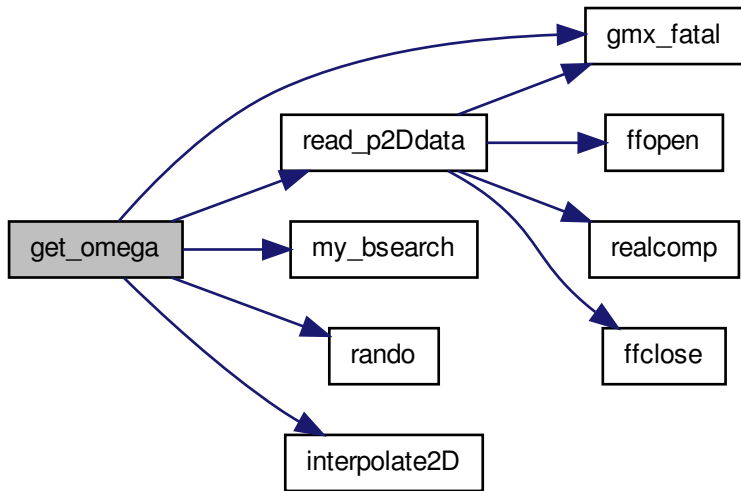 gmx_fatal
read_p2Ddata
ffopen
get_omega
my_bsearch
realcomp
rando
ffclose
interpolate2D